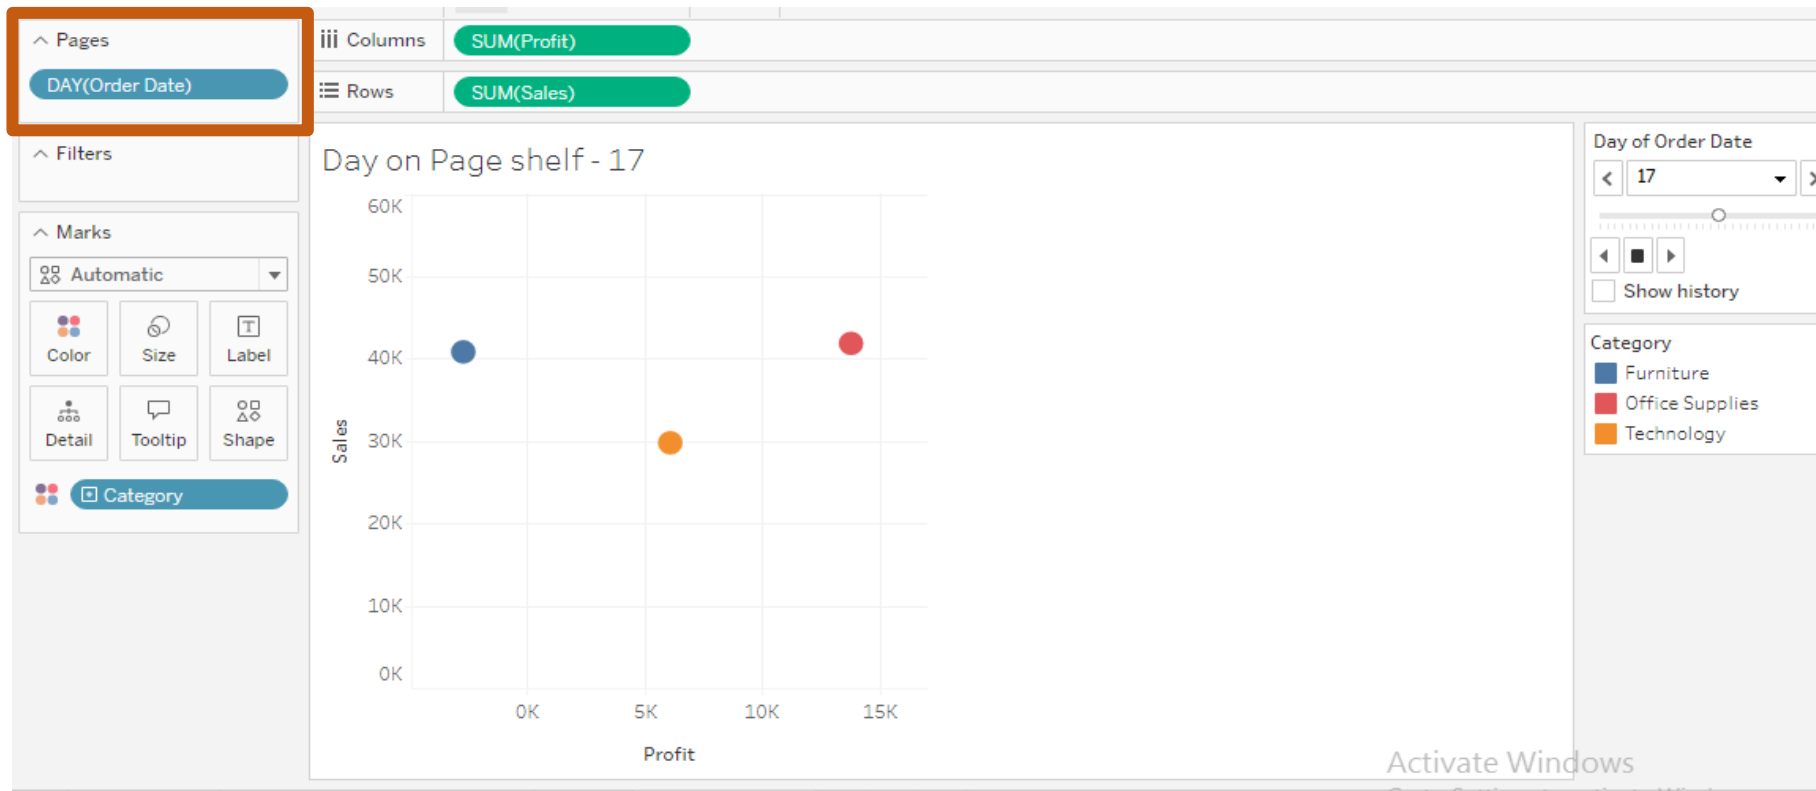 Pages
DAY(Order Date)
Columns
SUM(Profit)
Rows
SUM(Sales)
Filters
Marks
Automatic
Color
Size
Label
Detail
Tooltip
Shape
Category
Day on Page shelf - 17
60K
50K
40K
30K
20K
10K
0K
Sales
0K
5K
10K
15K
Profit
Day of Order Date
17
Show history
Category
Furniture
Office Supplies
Technology
Activate Windows